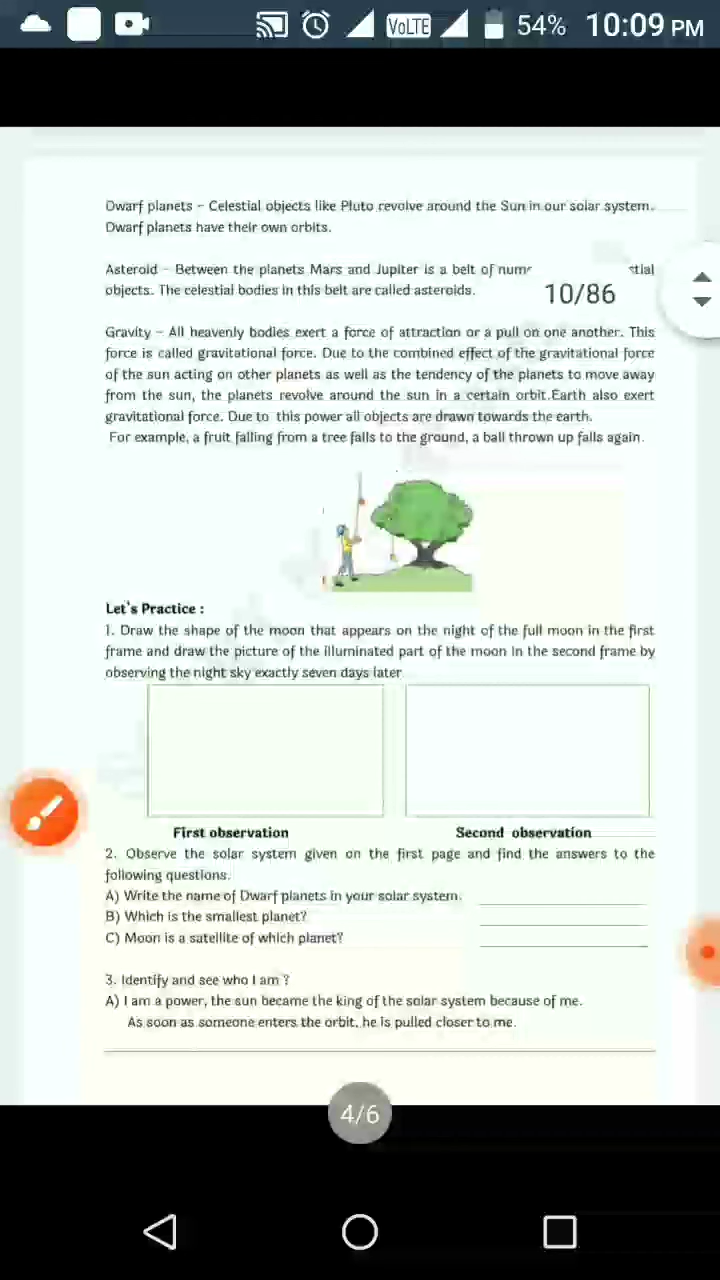 VoLTE 54% 10:09 PM
Dwarf planets - Celestial objects like Pluto revolve around the Sun in our solar system.
Dwarf planets have their own orbits.
Asteroid - Between the planets Mars and Jupiter is a belt of
objects. The celestial bodies in this belt are called asteroids.
10/86
Gravity - All heavenly bodies exert a force of attraction or a pull on one another. This
force is called gravitational force. Due to the combined effect of the gravitational force
of the sun acting on other planets as well as the tendency of the planets to move away
from the sun, the planets revolve around the sun in a certain orbit.Earth also exert
gravitational force. Due to this power all objects are drawn towards the earth.
For example, a fruit falling from a tree falls to the ground, a ball thrown up falls again.
Let's Practice :
1. Draw the shape of the moon that appears on the night of the full moon in the first
frame and draw the picture of the illuminated part of the moon in the second frame by
observing the night sky exactly seven days later
First observation Second observation
2. Observe the solar system given on the first page and find the answers to the
following questions.
A) Write the name of Dwarf planets in your solar system.
B) Which is the smallest planet?
C) Moon is a satellite of which planet?
3. Identify and see who I am ?
A) I am a power, the sun became the king of the solar system because of me.
As soon as someone enters the orbit, he is pulled closer to me.
4/6